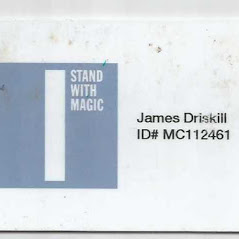 I STAND
WITH
MAGIC
James Driskill
ID# MC112461